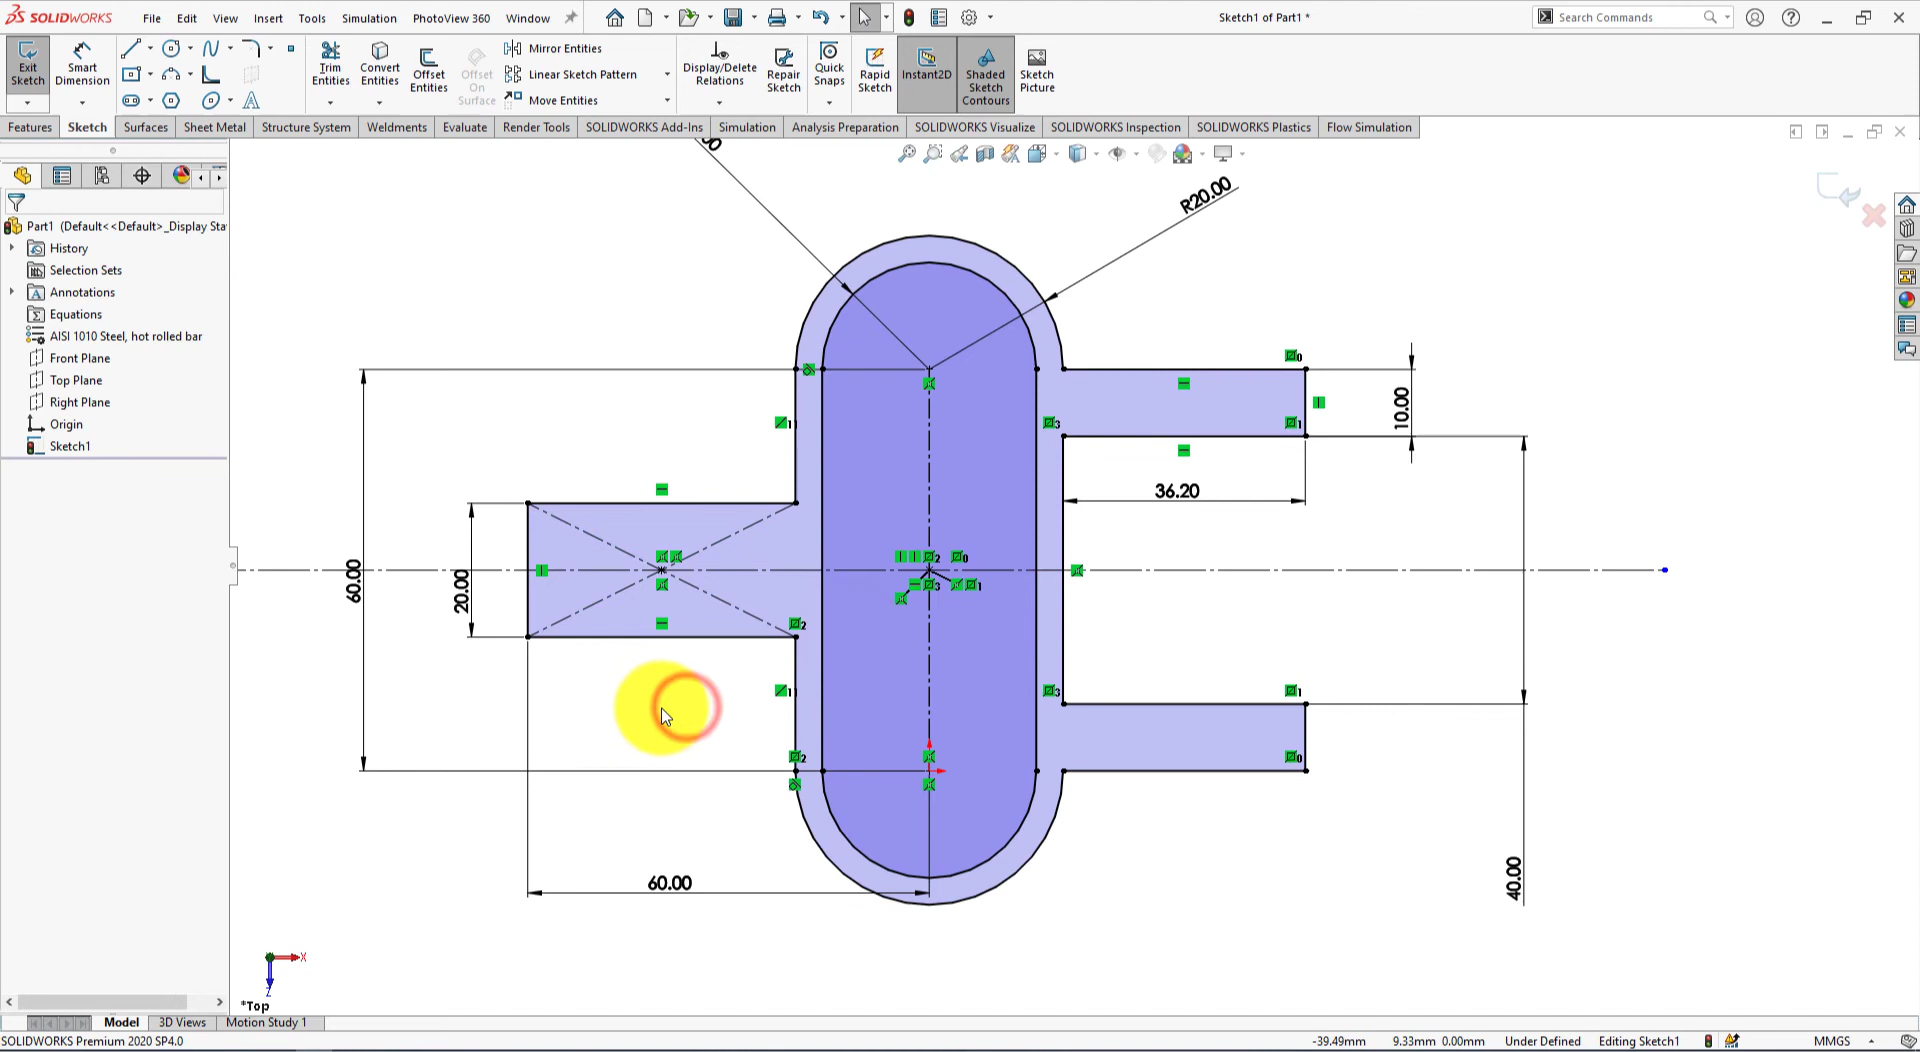 SOLIDWORKS File Edit View Insert Tools Simulation PhotoView 360 Window
Sketch1 of Part1 *
Search Commands
Exit Sketch
Smart Dimension
Trim Entities
Convert Entities
Offset Entities
Offset On Surface
Mirror Entities
Linear Sketch Pattern
Move Entities
Display/Delete Relations
Repair Sketch
Quick Snaps
Rapid Sketch
Instant2D
Shaded Sketch Contours
Sketch Picture
Features Sketch Surfaces Sheet Metal Structure System Weldments Evaluate Render Tools SOLIDWORKS Add-Ins Simulation Analysis Preparation SOLIDWORKS Visualize SOLIDWORKS Inspection SOLIDWORKS Plastics Flow Simulation
Part1 (Default<<Default>_Display Sta
History
Selection Sets
Annotations
Equations
AISI 1010 Steel, hot rolled bar
Front Plane
Top Plane
Right Plane
Origin
Sketch1
R20.00
10.00
36.20
60.00
20.00
60.00
40.00
X
Z
*Top
Model 3D Views Motion Study 1
SOLIDWORKS Premium 2020 SP4.0
-39.49mm 9.33mm 0.00mm Under Defined Editing Sketch1 MMGS